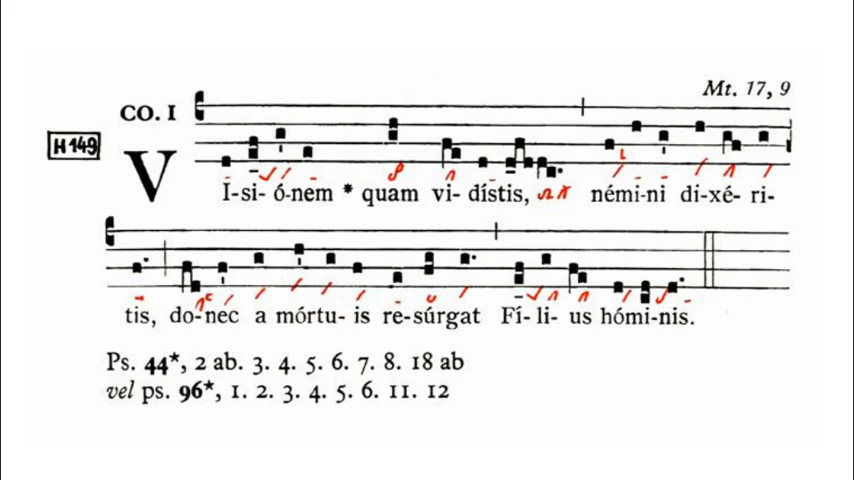 Mt. 17, 9
CO. I
H 149
VI-si-ó-nem * quam vi-dístis, némi-ni di-xé-ri-
tis, do-nec a mórtu-is re-súrgat Fí-li-us hómi-nis.
Ps. 44*, 2 ab. 3. 4. 5. 6. 7. 8. 18 ab
vel ps. 96*, 1. 2. 3. 4. 5. 6. 11. 12